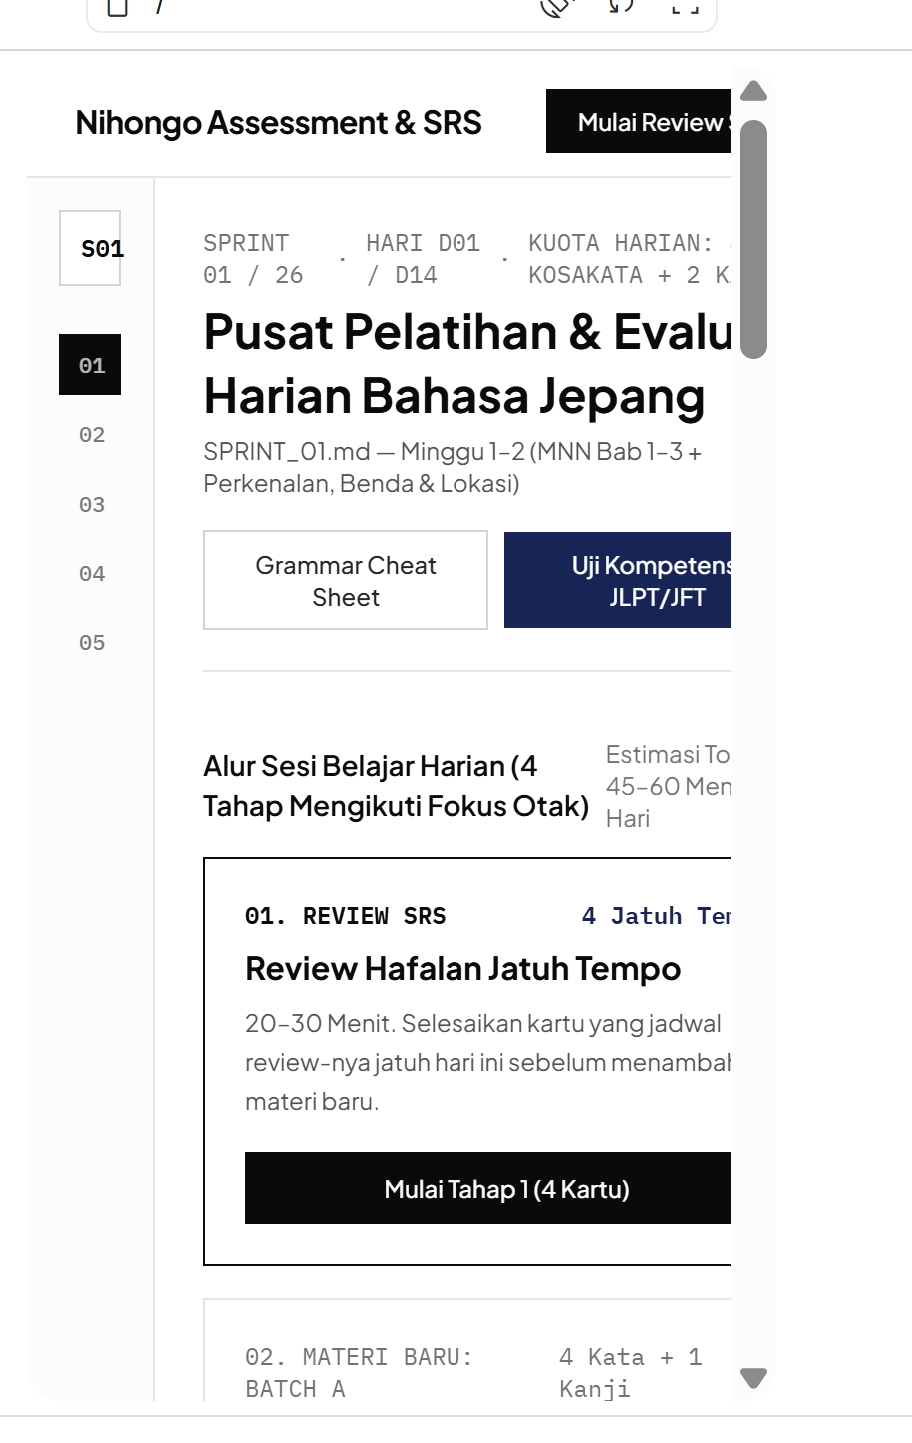 /
Nihongo Assessment & SRS
Mulai Review
S01
01
02
03
04
05
SPRINT 01 / 26 · HARI D01 / D14 · KUOTA HARIAN: KOSAKATA + 2
Pusat Pelatihan & Evalu
Harian Bahasa Jepang
SPRINT_01.md — Minggu 1–2 (MNN Bab 1–3 +
Perkenalan, Benda & Lokasi)
Grammar Cheat
Sheet
Uji Kompetens
JLPT/JFT
Alur Sesi Belajar Harian (4
Tahap Mengikuti Fokus Otak)
Estimasi To
45–60 Men
Hari
01. REVIEW SRS
4 Jatuh Tem
Review Hafalan Jatuh Tempo
20–30 Menit. Selesaikan kartu yang jadwal
review-nya jatuh hari ini sebelum menambah
materi baru.
Mulai Tahap 1 (4 Kartu)
02. MATERI BARU:
BATCH A
4 Kata + 1
Kanji